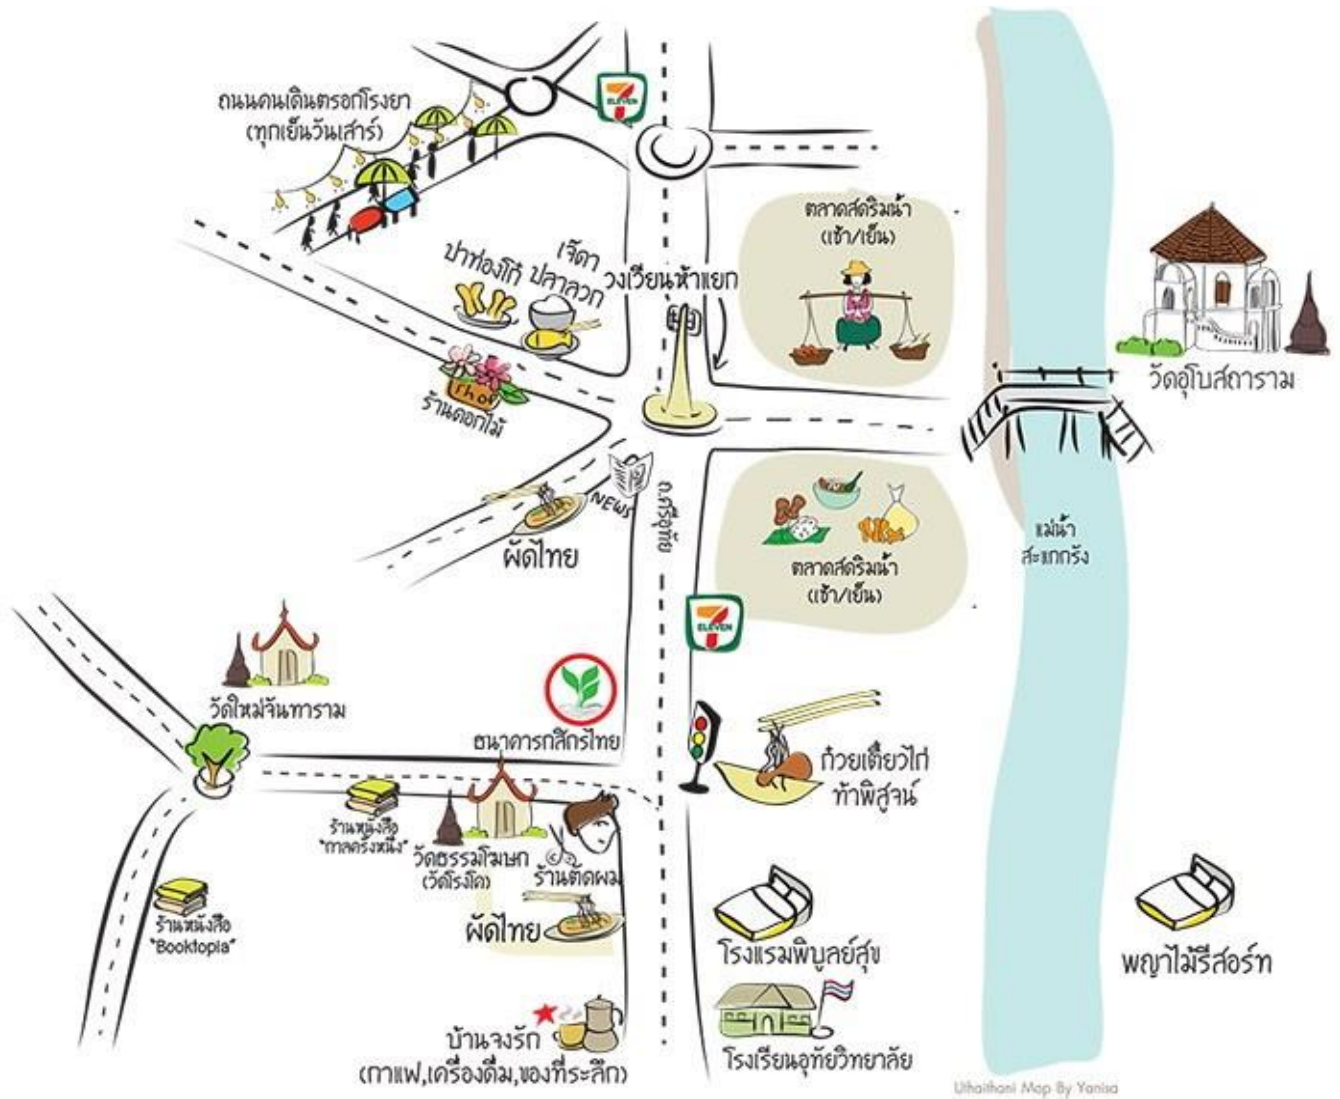 ถนนคนเดินตรอกโรงยา
(ทุกเย็นวันเสาร์)
7
ELEVEN
ตลาดสดริมน้ำ
(เช้า/เย็น)
ปาท่องโก๋
เจ๊ดา
ปลาลวก
วงเวียนห้าแยก
วัดอุโบสถาราม
Shop
ร้านดอกไม้
NEWS
ผัดไทย
ถ.ศรีอุทัย
ตลาดสดริมน้ำ
(เช้า/เย็น)
แม่น้ำ
สะแกกรัง
7
ELEVEN
วัดใหม่จันทาราม
ธนาคารกสิกรไทย
ก๋วยเตี๋ยวไก่
ท้าพิสูจน์
ร้านหนังสือ
"กาลครั้งหนึ่ง"
วัดธรรมโฆษก
(วัดโรงโค)
ร้านตัดผม
ผัดไทย
ร้านหนังสือ
"Booktopia"
โรงแรมพิบูลย์สุข
พญาไม้รีสอร์ท
บ้านจงรัก
(กาแฟ,เครื่องดื่ม,ของที่ระลึก)
โรงเรียนอุทัยวิทยาลัย
Uthaithani Map By Yanisa